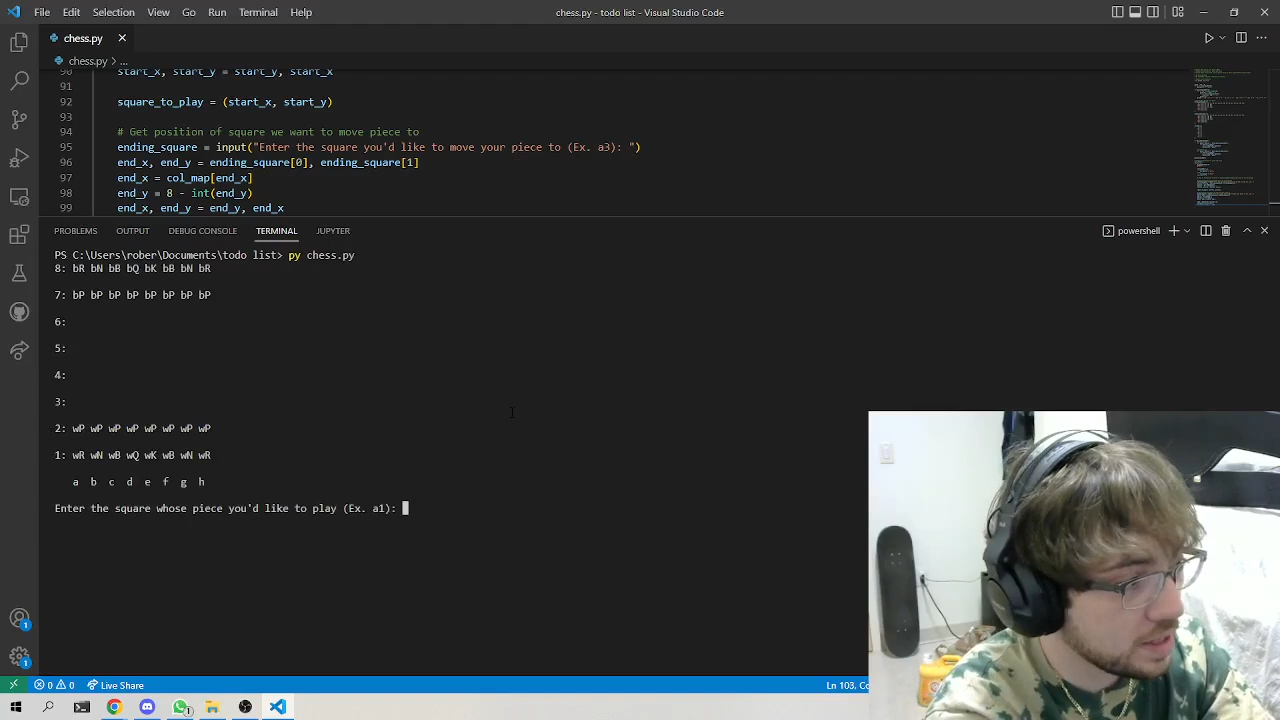 File Edit Selection View Go Run Terminal Help
chess.py - todo list - Visual Studio Code
chess.py
chess.py > ...
90 start_x, start_y = start_y, start_x
91
92 square_to_play = (start_x, start_y)
93
94 # Get position of square we want to move piece to
95 ending_square = input("Enter the square you'd like to move your piece to (Ex. a3): ")
96 end_x, end_y = ending_square[0], ending_square[1]
97 end_x = col_map[end_x]
98 end_y = 8 - int(end_y)
99 end_x, end_y = end_y, end_x
PROBLEMS OUTPUT DEBUG CONSOLE TERMINAL JUPYTER
powershell
PS C:\Users\rober\Documents\todo list> py chess.py
8: bR bN bB bQ bK bB bN bR
7: bP bP bP bP bP bP bP bP
6:
5:
4:
3:
2: wP wP wP wP wP wP wP wP
1: wR wN wB wQ wK wB wN wR
a b c d e f g h
Enter the square whose piece you'd like to play (Ex. a1):
1
1
0 0 Live Share
Ln 103, Co
1